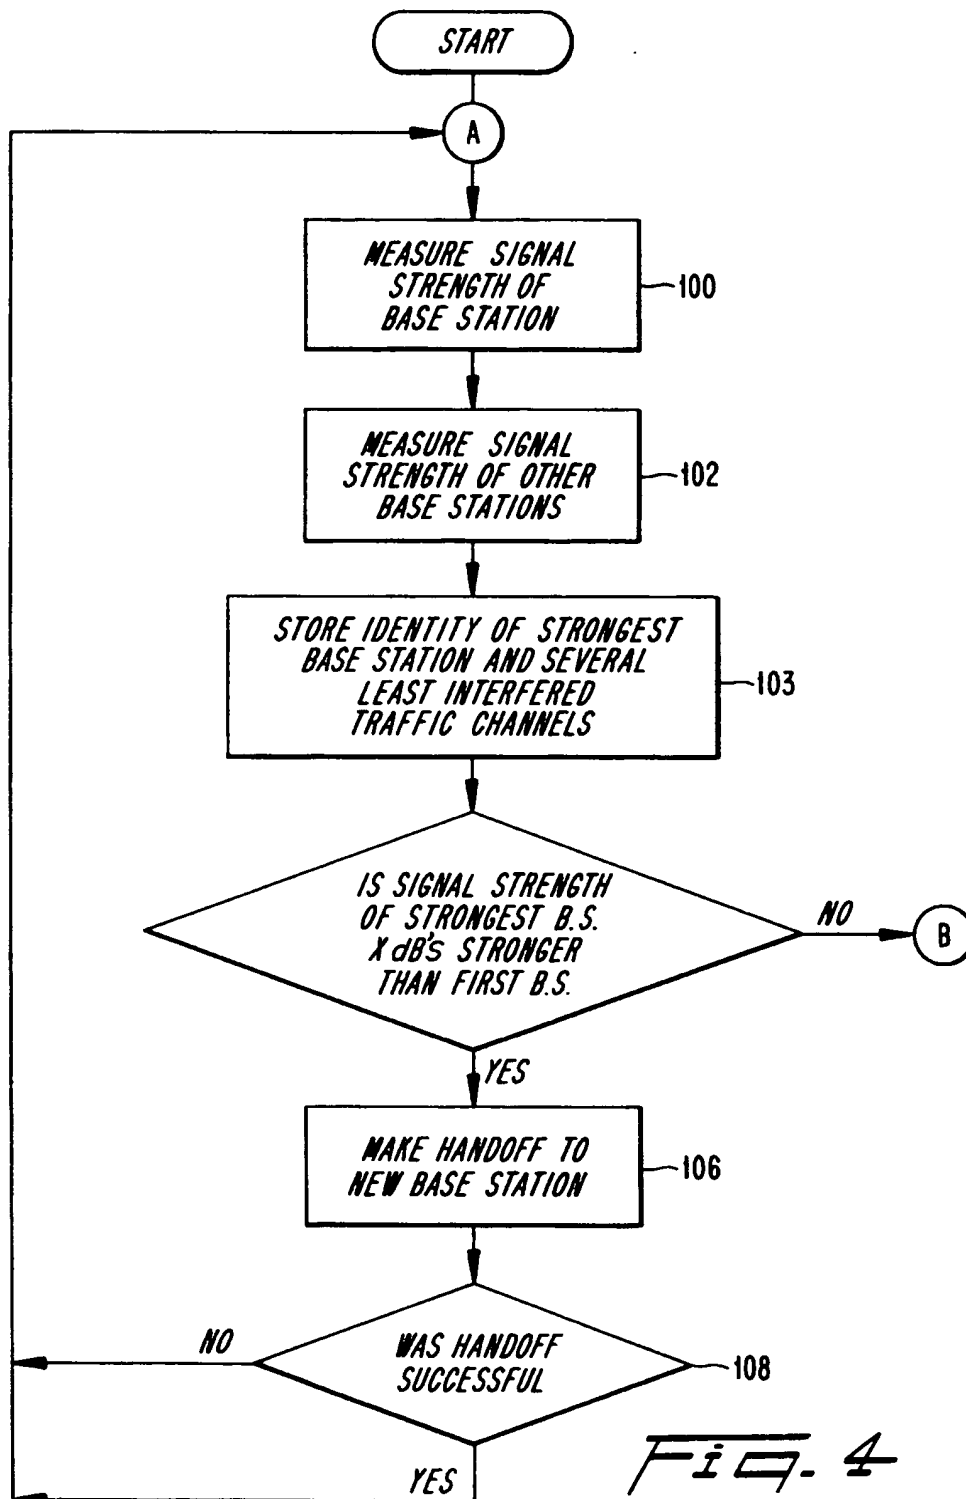 START
A
MEASURE SIGNAL
STRENGTH OF
BASE STATION
100
MEASURE SIGNAL
STRENGTH OF OTHER
BASE STATIONS
102
STORE IDENTITY OF STRONGEST
BASE STATION AND SEVERAL
LEAST INTERFERED
TRAFFIC CHANNELS
103
IS SIGNAL STRENGTH
OF STRONGEST B.S.
X dB's STRONGER
THAN FIRST B.S.
NO
B
YES
MAKE HANDOFF TO
NEW BASE STATION
106
NO
WAS HANDOFF
SUCCESSFUL
108
YES
Fig. 4